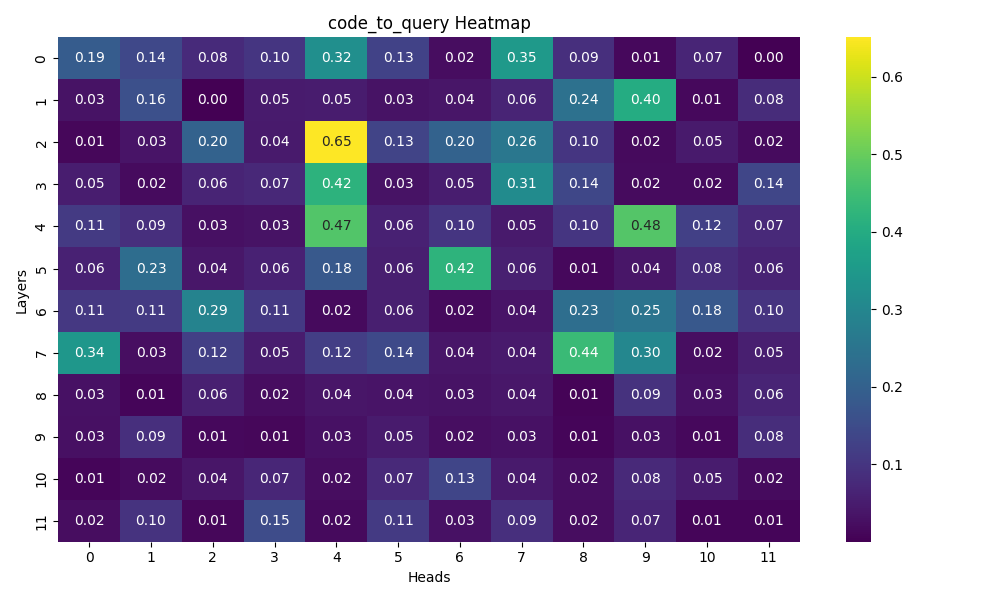 code_to_query Heatmap
0 0.19 0.14 0.08 0.10 0.32 0.13 0.02 0.35 0.09 0.01 0.07 0.00
1 0.03 0.16 0.00 0.05 0.05 0.03 0.04 0.06 0.24 0.40 0.01 0.08
2 0.01 0.03 0.20 0.04 0.65 0.13 0.20 0.26 0.10 0.02 0.05 0.02
3 0.05 0.02 0.06 0.07 0.42 0.03 0.05 0.31 0.14 0.02 0.02 0.14
4 0.11 0.09 0.03 0.03 0.47 0.06 0.10 0.05 0.10 0.48 0.12 0.07
5 0.06 0.23 0.04 0.06 0.18 0.06 0.42 0.06 0.01 0.04 0.08 0.06
6 0.11 0.11 0.29 0.11 0.02 0.06 0.02 0.04 0.23 0.25 0.18 0.10
7 0.34 0.03 0.12 0.05 0.12 0.14 0.04 0.04 0.44 0.30 0.02 0.05
8 0.03 0.01 0.06 0.02 0.04 0.04 0.03 0.04 0.01 0.09 0.03 0.06
9 0.03 0.09 0.01 0.01 0.03 0.05 0.02 0.03 0.01 0.03 0.01 0.08
10 0.01 0.02 0.04 0.07 0.02 0.07 0.13 0.04 0.02 0.08 0.05 0.02
11 0.02 0.10 0.01 0.15 0.02 0.11 0.03 0.09 0.02 0.07 0.01 0.01
0 1 2 3 4 5 6 7 8 9 10 11
Heads
Layers
0.6
0.5
0.4
0.3
0.2
0.1